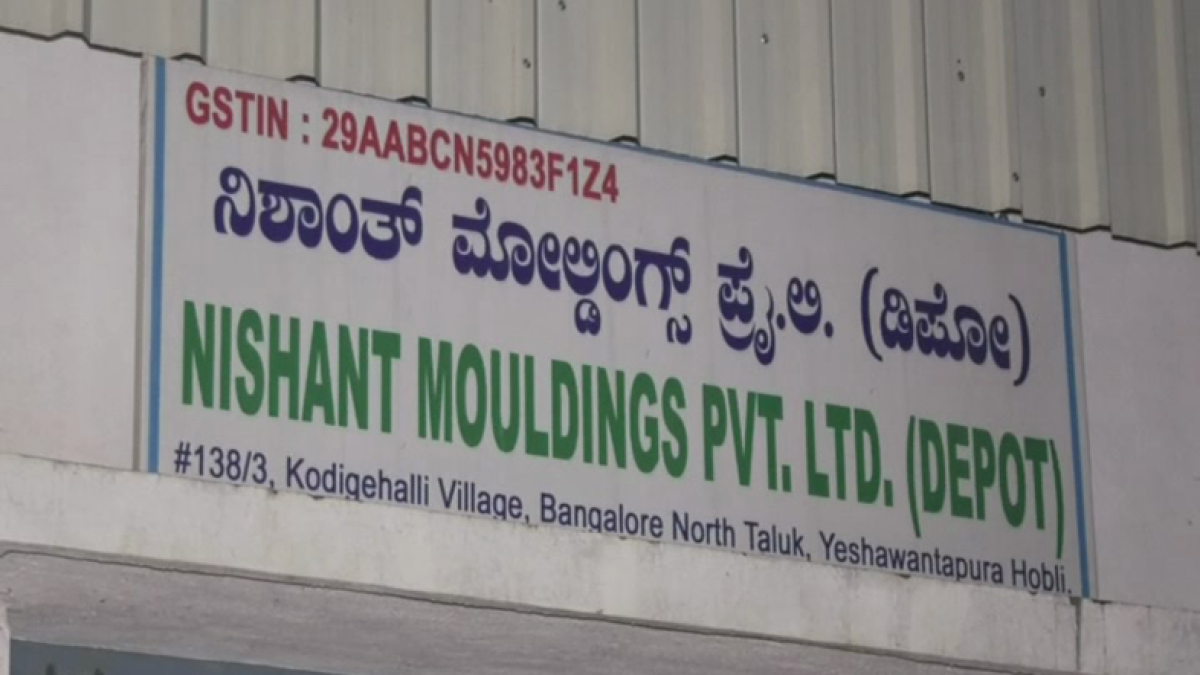 GSTIN : 29AABCN5983F1Z4
ನಿಶಾಂತ್ ಮೋಲ್ಡಿಂಗ್ಸ್ ಪ್ರೈ.ಲಿ. (ಡಿಪೋ)
NISHANT MOULDINGS PVT. LTD. (DEPOT)
#138/3, Kodigehalli Village, Bangalore North Taluk, Yeshawantapura Hobli.